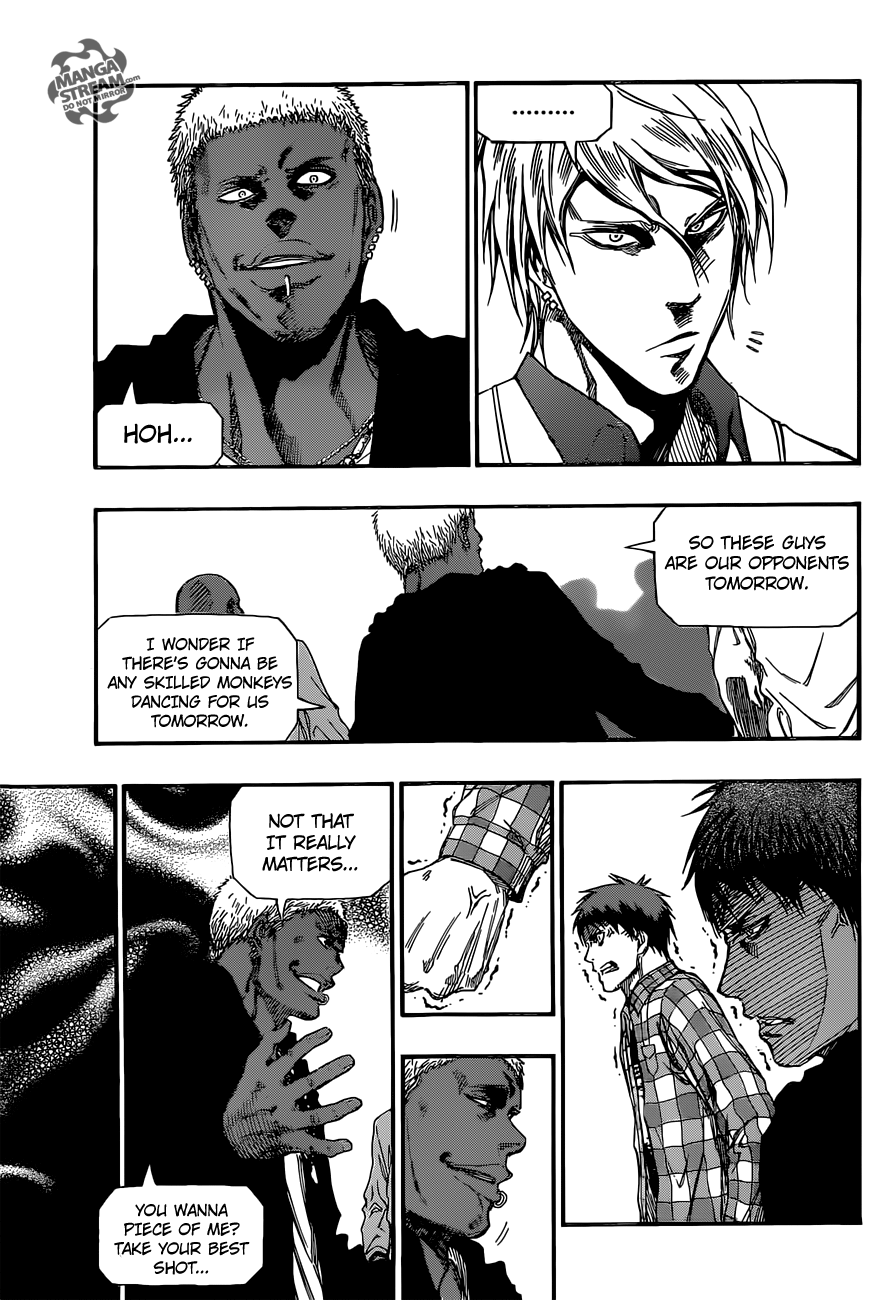 MANGA
STREAM.com
DO NOT MIRROR
..........
HOH...
SO THESE GUYS
ARE OUR OPPONENTS
TOMORROW.
I WONDER IF
THERE'S GONNA BE
ANY SKILLED MONKEYS
DANCING FOR US
TOMORROW.
NOT THAT
IT REALLY
MATTERS...
YOU WANNA
PIECE OF ME?
TAKE YOUR BEST
SHOT...